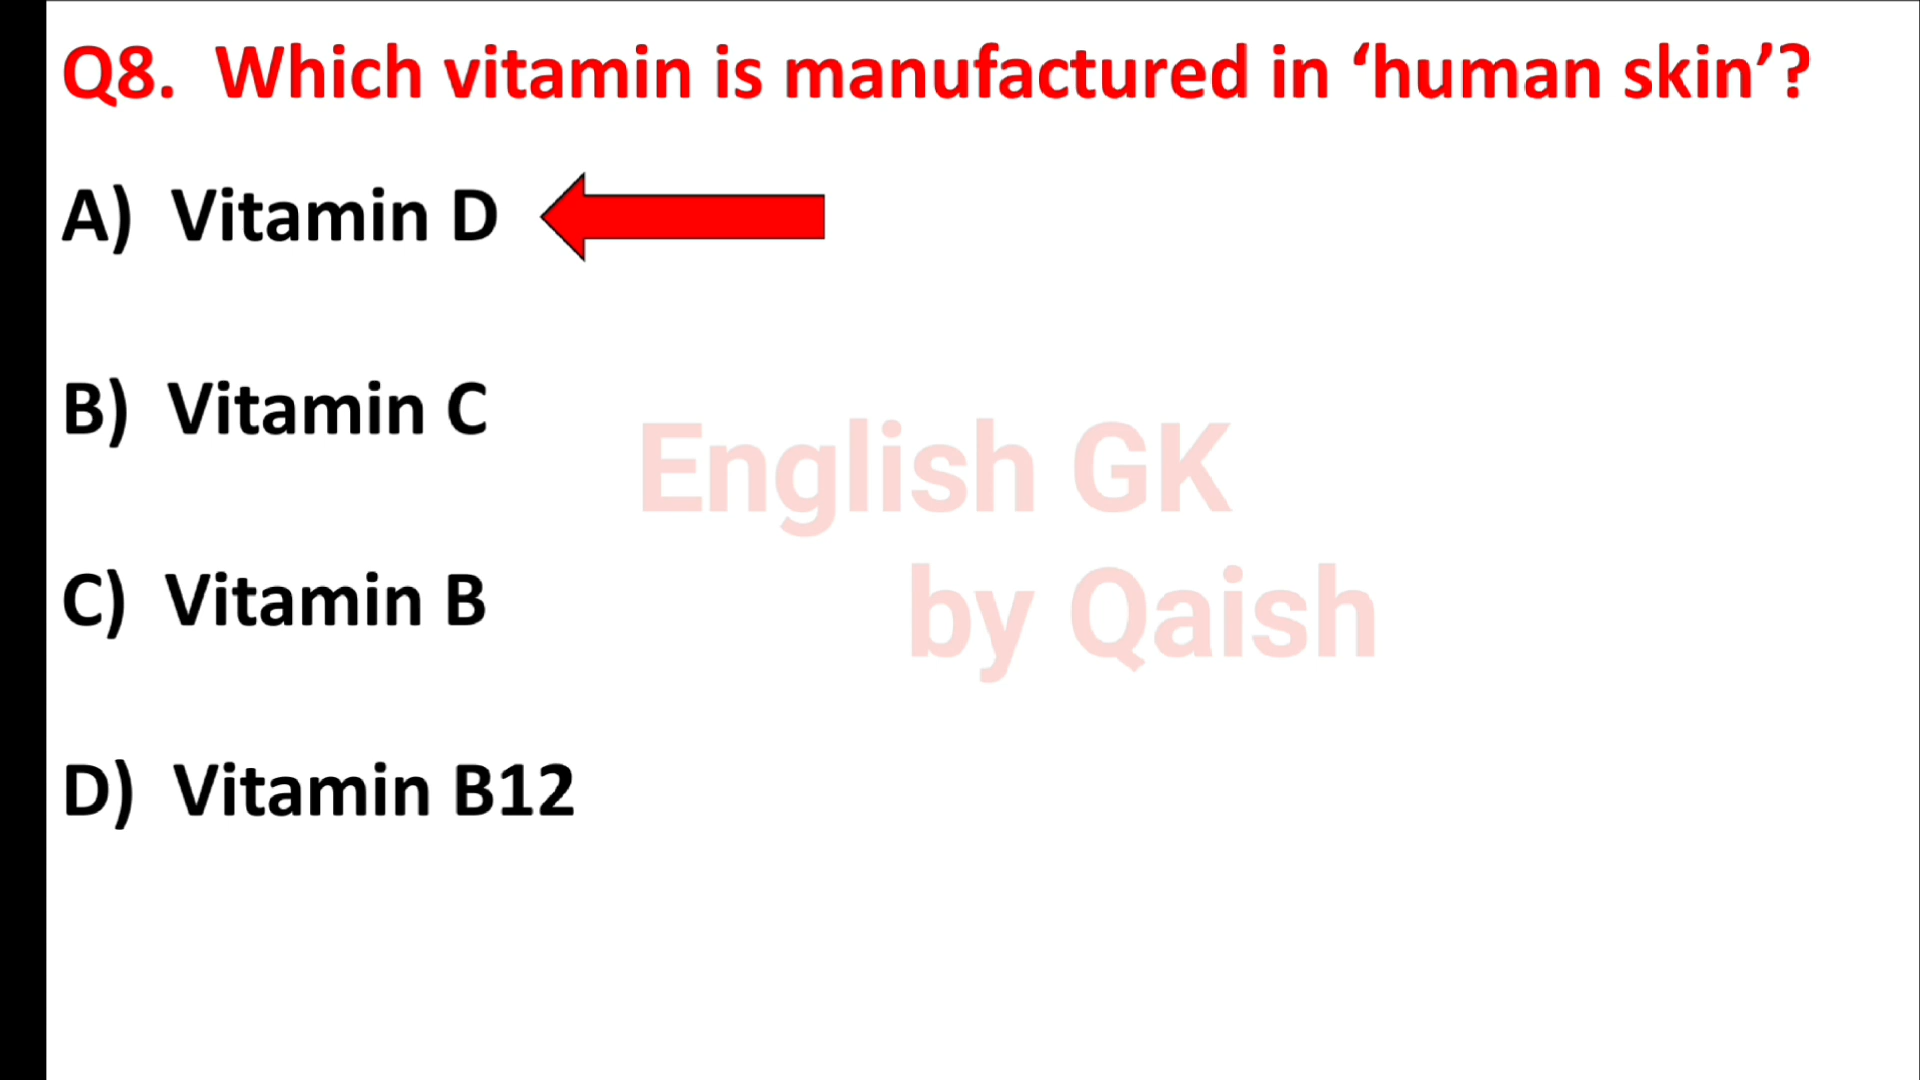 Q8. Which vitamin is manufactured in ‘human skin’?
A) Vitamin D
B) Vitamin C
English GK
C) Vitamin B
by Qaish
D) Vitamin B12